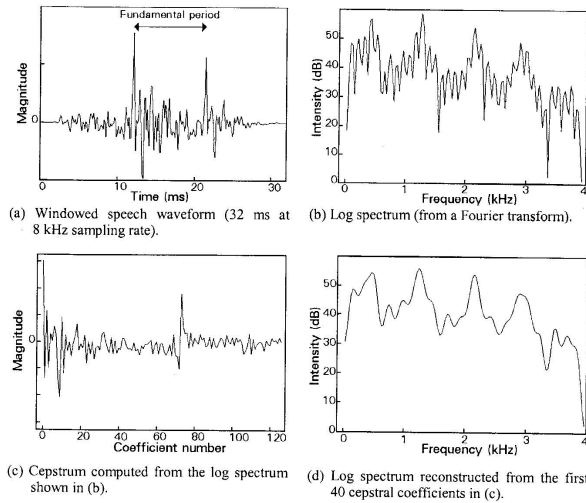 Fundamental period
Magnitude
0
0 10 20 30
Time (ms)
(a) Windowed speech waveform (32 ms at
8 kHz sampling rate).
Intensity (dB)
50
40
30
20
10
0
0 1 2 3 4
Frequency (kHz)
(b) Log spectrum (from a Fourier transform).
Magnitude
0
0 20 40 60 80 100 120
Coefficient number
(c) Cepstrum computed from the log spectrum
shown in (b).
Intensity (dB)
50
40
30
20
10
0
0 1 2 3 4
Frequency (kHz)
(d) Log spectrum reconstructed from the first
40 cepstral coefficients in (c).